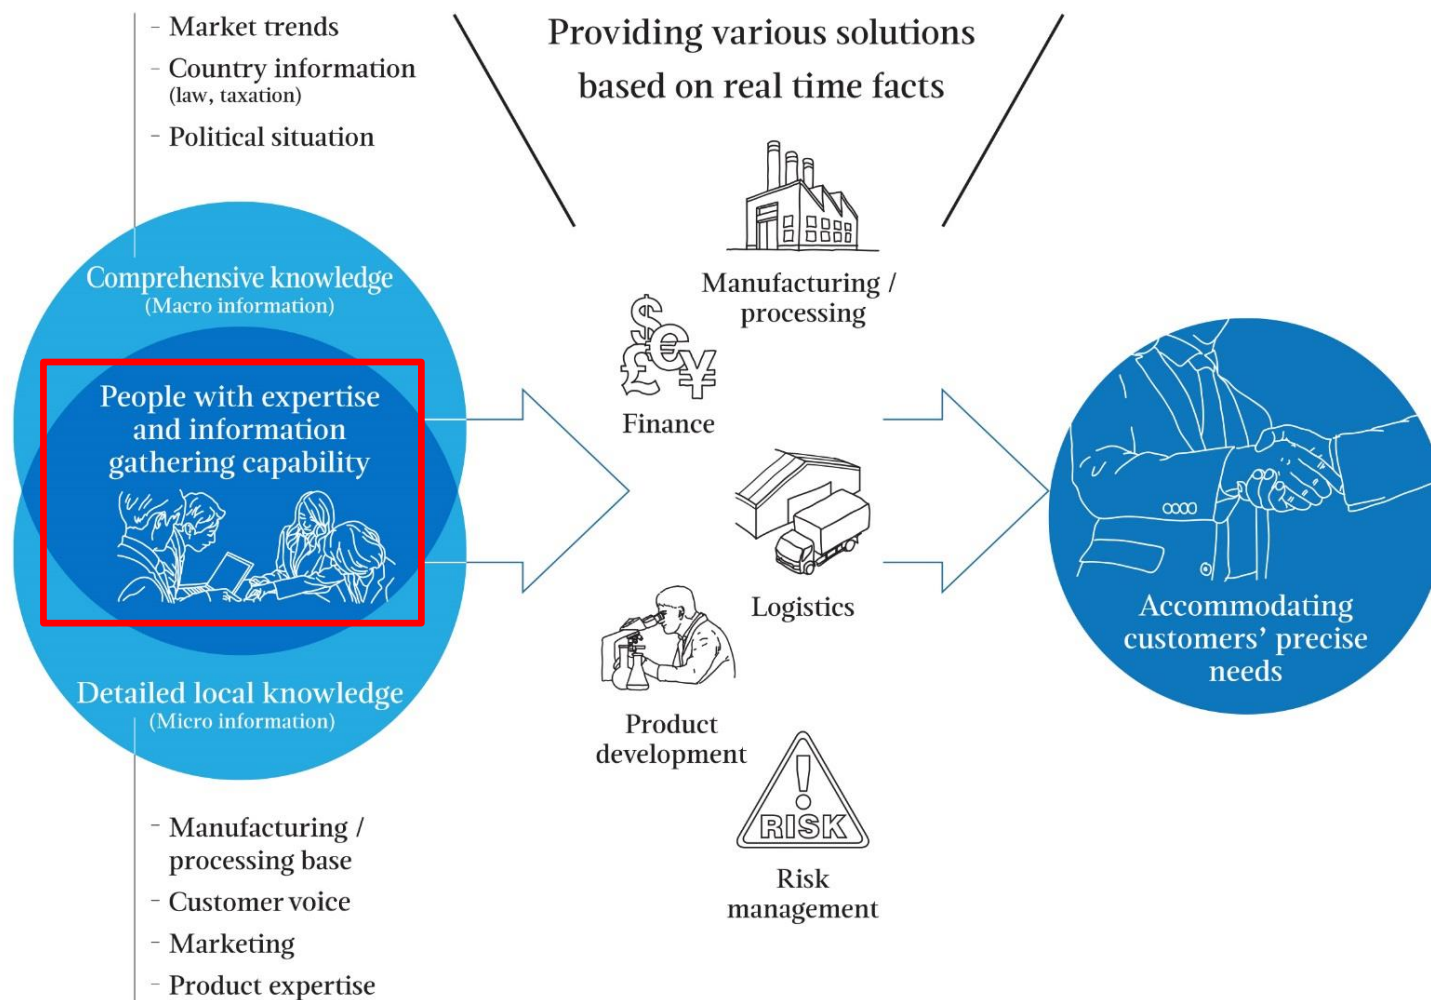 - Market trends
- Country information
(law, taxation)
- Political situation
Comprehensive knowledge
(Macro information)
People with expertise
and information
gathering capability
Detailed local knowledge
(Micro information)
- Manufacturing /
processing base
- Customer voice
- Marketing
- Product expertise
Providing various solutions
based on real time facts
Manufacturing /
processing
$
€
£
¥
Finance
Logistics
Product
development
!
RISK
Risk
management
Accommodating
customers’ precise
needs